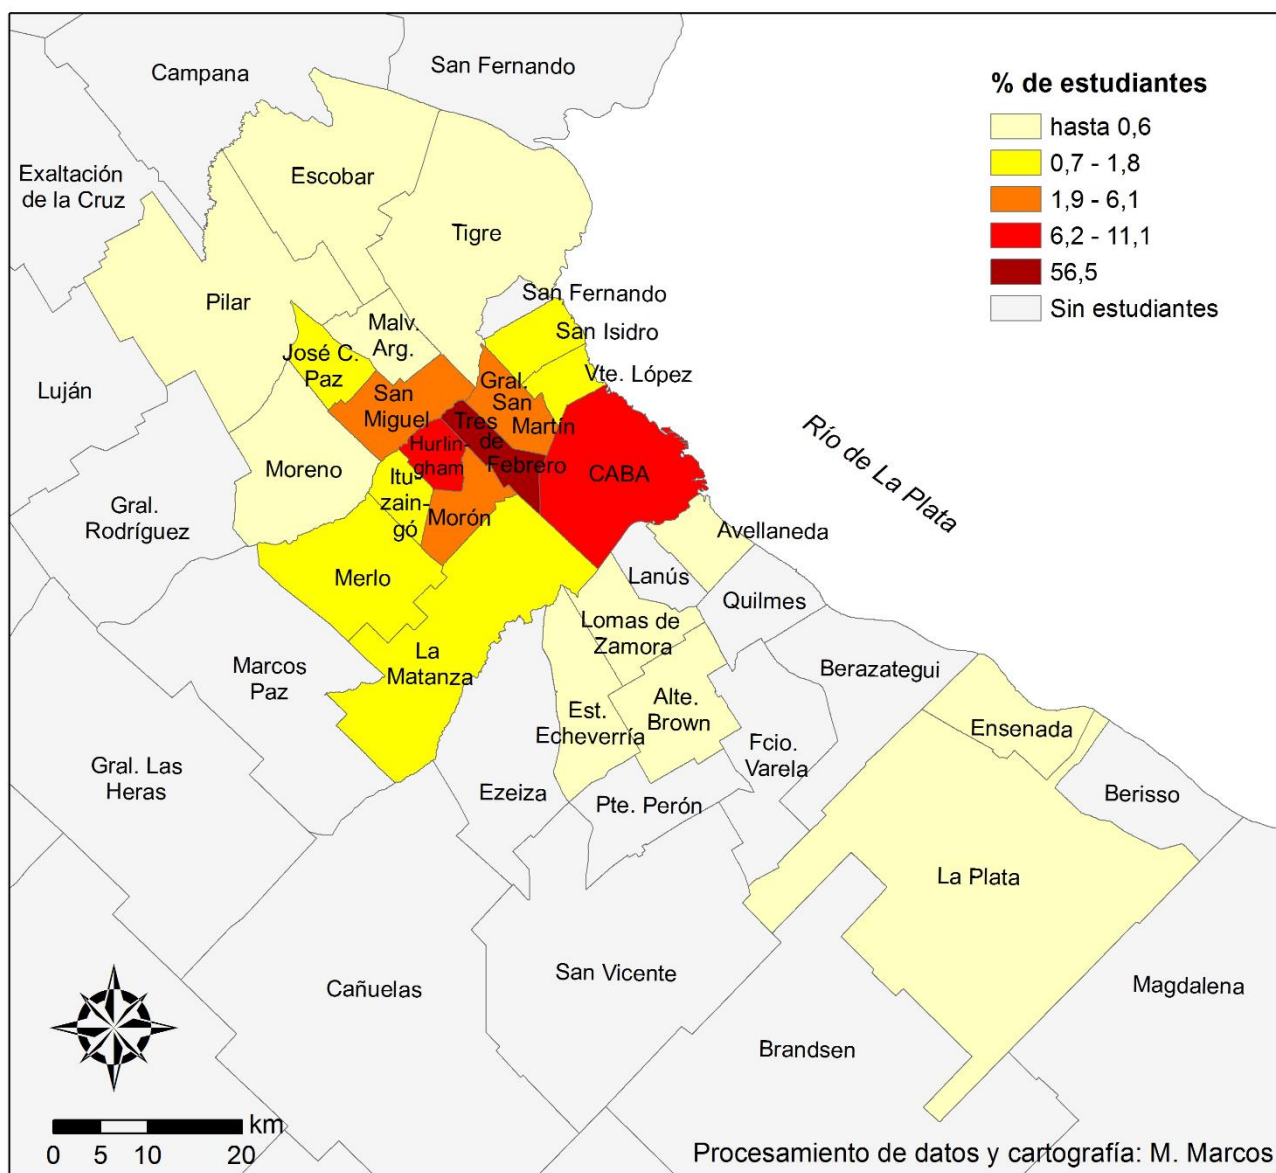 Campana
San Fernando
% de estudiantes
hasta 0,6
0,7 - 1,8
1,9 - 6,1
6,2 - 11,1
56,5
Sin estudiantes
Exaltación
de la Cruz
Escobar
Tigre
Pilar
San Fernando
San Isidro
Malv.
Arg.
José C.
Paz
Vte. López
Luján
San
Miguel
Gral.
San
Martín
Tres
de
Febrero
Hurlin-
gham
CABA
Río de La Plata
Moreno
Itu
zain-
gó
Morón
Gral.
Rodríguez
Avellaneda
Merlo
Lanús
Quilmes
Lomas de
Zamora
La
Matanza
Marcos
Paz
Berazategui
Alte.
Brown
Est.
Echeverría
Ensenada
Fcio.
Varela
Gral. Las
Heras
Ezeiza
Pte. Perón
Berisso
La Plata
Cañuelas
San Vicente
Magdalena
Brandsen
km
0 5 10 20
Procesamiento de datos y cartografía: M. Marcos